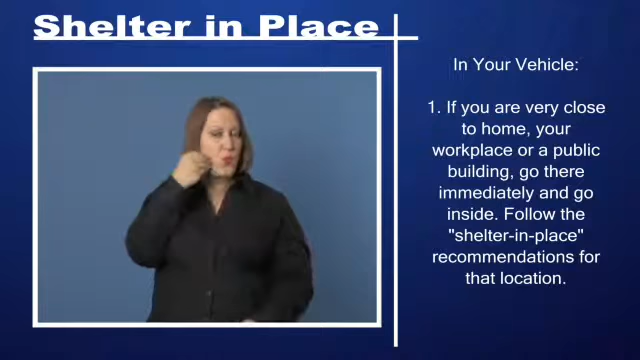 Shelter in Place
In Your Vehicle:
1. If you are very close
to home, your
workplace or a public
building, go there
immediately and go
inside. Follow the
"shelter-in-place"
recommendations for
that location.